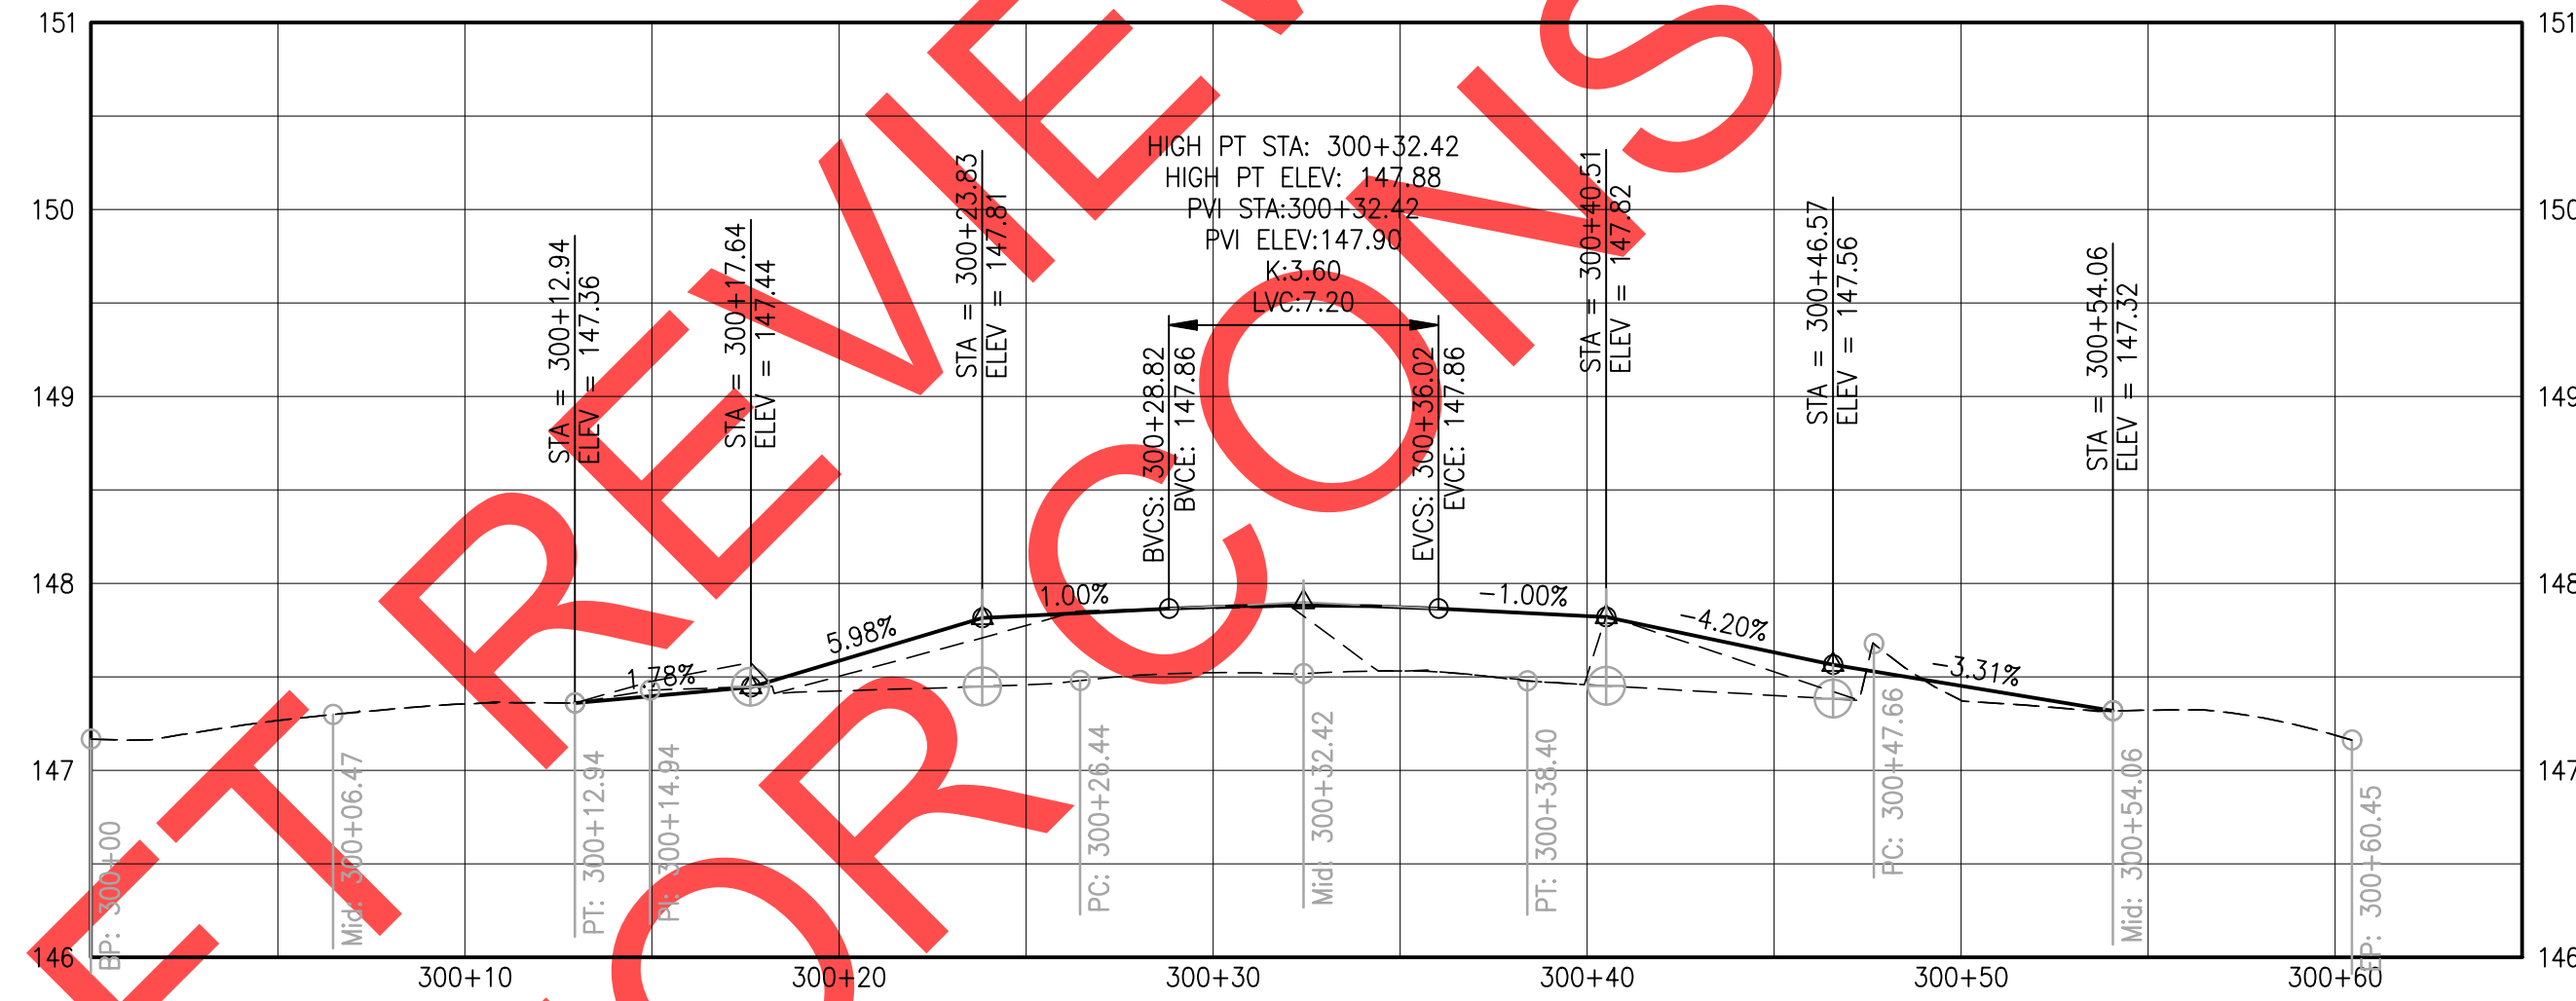 151
151
150
150
149
149
148
148
147
147
146
146
HIGH PT STA: 300+32.42
HIGH PT ELEV: 147.88
PVI STA:300+32.42
PVI ELEV:147.90
K:3.60
LVC:7.20
STA = 300+12.94
ELEV = 147.36
STA = 300+17.64
ELEV = 147.44
STA = 300+23.83
ELEV = 147.81
BVCS: 300+28.82
BVCE: 147.86
EVCS: 300+36.02
EVCE: 147.86
STA = 300+40.51
ELEV = 147.82
STA = 300+46.57
ELEV = 147.56
STA = 300+54.06
ELEV = 147.32
1.78%
5.98%
1.00%
-1.00%
-4.20%
-3.31%
BP: 300+00
Mid: 300+06.47
PT: 300+12.94
PI: 300+14.94
PC: 300+26.44
Mid: 300+32.42
PT: 300+38.40
PC: 300+47.66
Mid: 300+54.06
EP: 300+60.45
300+10
300+20
300+30
300+40
300+50
300+60
ET REVIEW
OR CONS